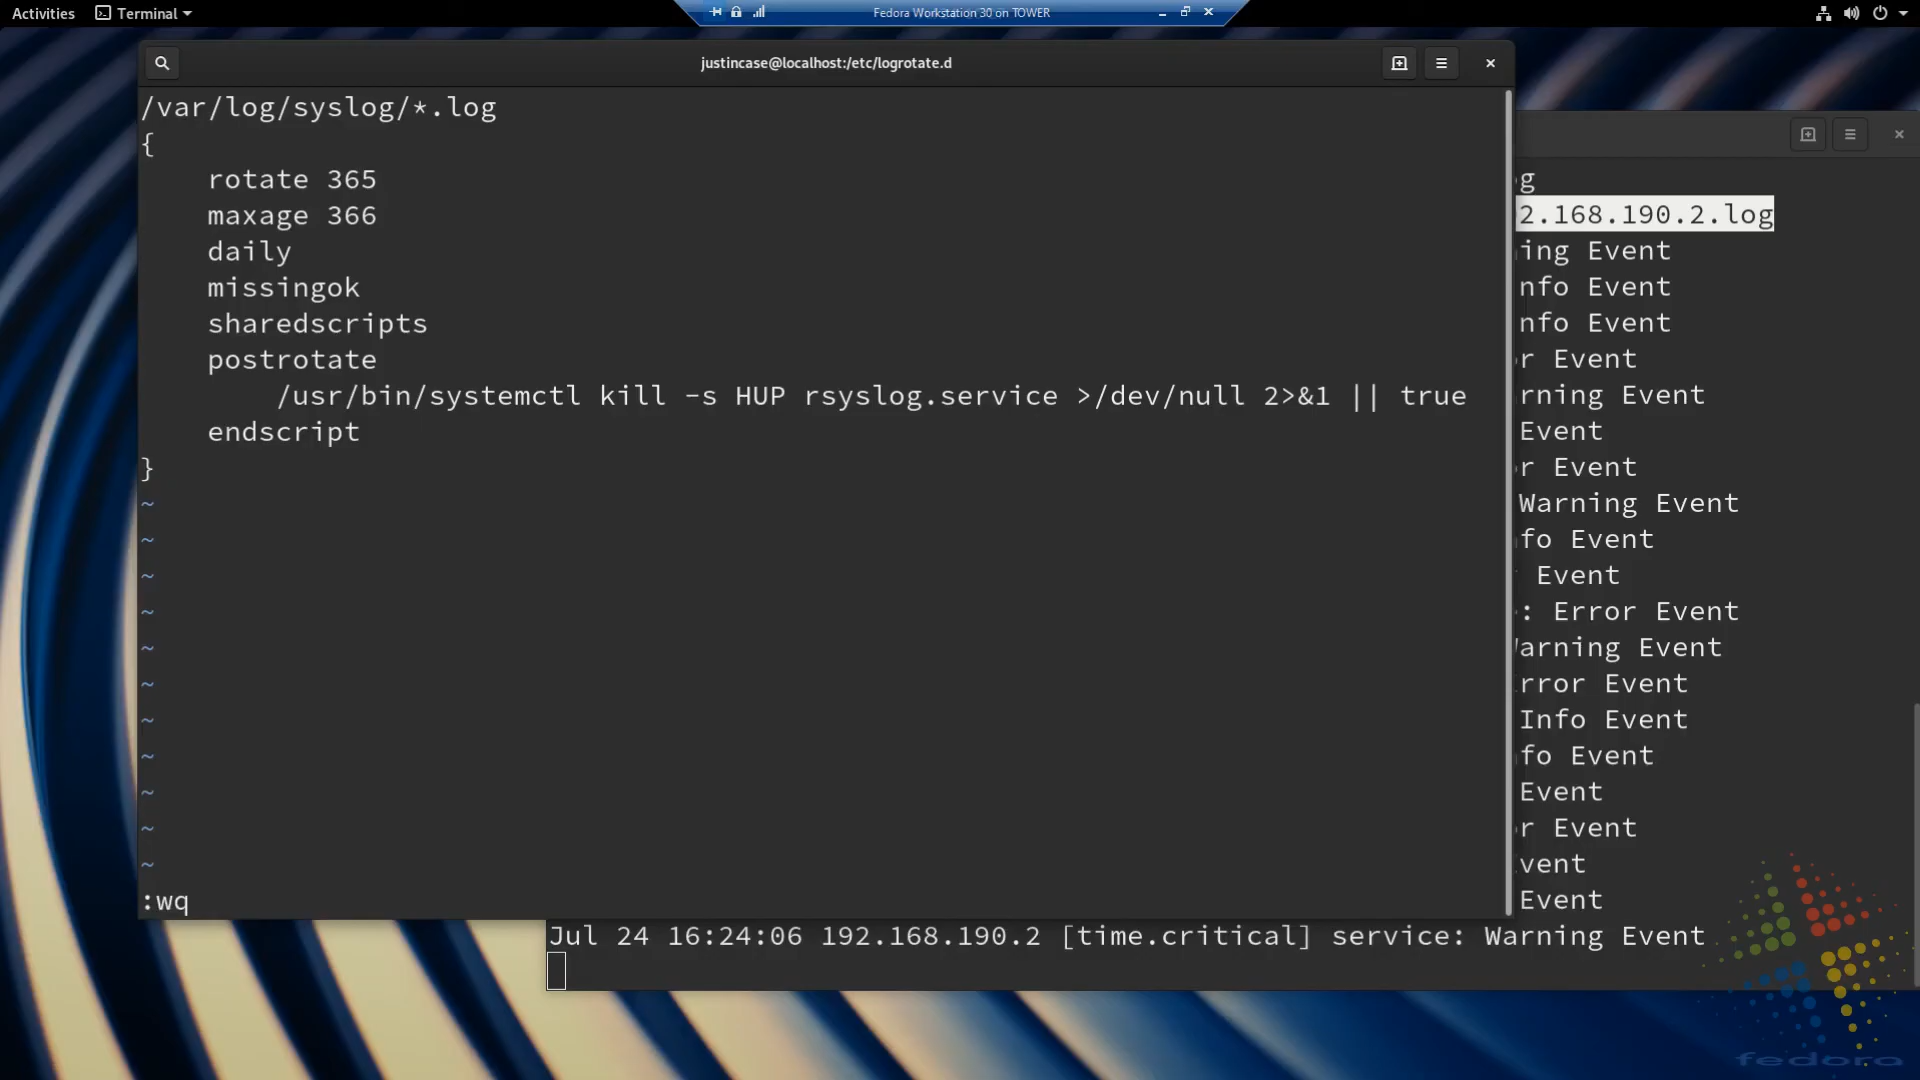 Activities Terminal
Fedora Workstation 30 on TOWER
justincase@localhost:/etc/logrotate.d
/var/log/syslog/*.log
{
rotate 365
maxage 366
daily
missingok
sharedscripts
postrotate
/usr/bin/systemctl kill -s HUP rsyslog.service >/dev/null 2>&1 || true
endscript
}
~
~
~
~
~
~
~
~
~
~
~
:wq
g
2.168.190.2.log
ing Event
nfo Event
nfo Event
r Event
rning Event
Event
r Event
Warning Event
fo Event
Event
: Error Event
arning Event
rror Event
Info Event
fo Event
Event
r Event
vent
Event
Jul 24 16:24:06 192.168.190.2 [time.critical] service: Warning Event
fedora